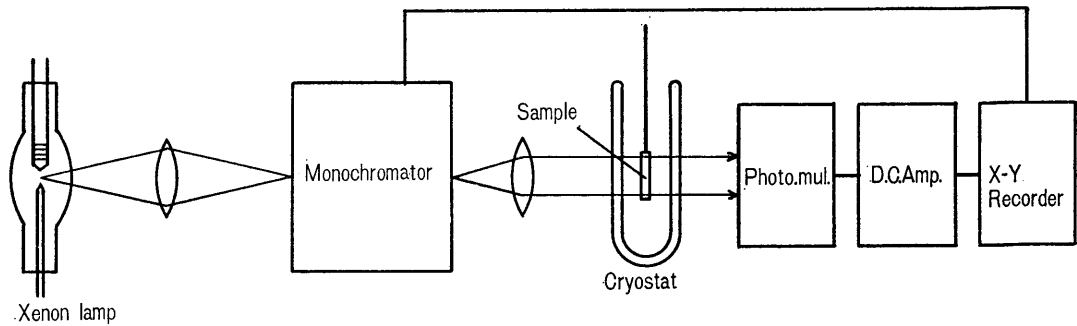 Sample
Monochromator
Photo.mul.
D.C.Amp.
X-Y
Recorder
Cryostat
Xenon lamp